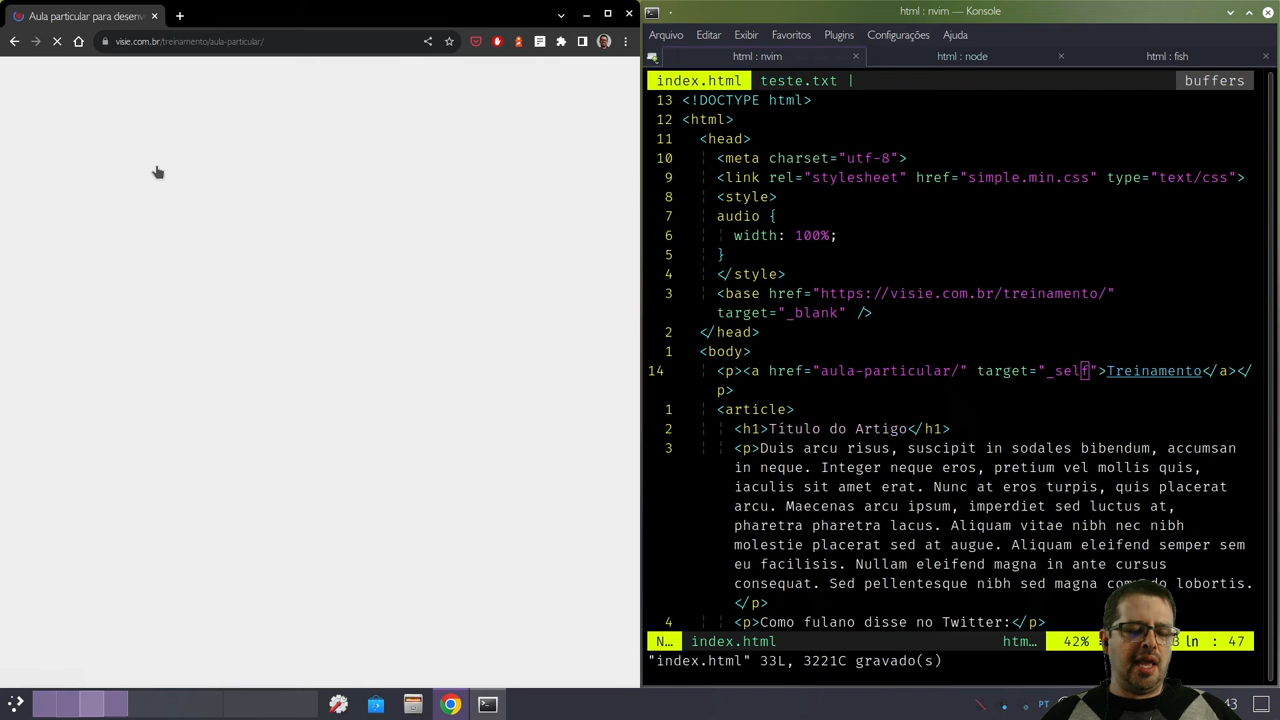 Aula particular para desenv
visie.com.br/treinamento/aula-particular/
html : nvim — Konsole
Arquivo Editar Exibir Favoritos Plugins Configurações Ajuda
html : nvim html : node html : fish
index.html teste.txt | buffers
13 <!DOCTYPE html>
12 <html>
11 <head>
10 <meta charset="utf-8">
9 <link rel="stylesheet" href="simple.min.css" type="text/css">
8 <style>
7 audio {
6 width: 100%;
5 }
4 </style>
3 <base href="https://visie.com.br/treinamento/"
target="_blank" />
2 </head>
1 <body>
14 <p><a href="aula-particular/" target="_self">Treinamento</a></
p>
1 <article>
2 <h1>Título do Artigo</h1>
3 <p>Duis arcu risus, suscipit in sodales bibendum, accumsan
in neque. Integer neque eros, pretium vel mollis quis,
iaculis sit amet erat. Nunc at eros turpis, quis placerat
arcu. Maecenas arcu ipsum, imperdiet sed luctus at,
pharetra pharetra lacus. Aliquam vitae nibh nec nibh
molestie placerat sed at augue. Aliquam eleifend semper sem
eu facilisis. Nullam eleifend magna in ante cursus
consequat. Sed pellentesque nibh sed magna lobortis.
</p>
4 <p>Como fulano disse no Twitter:</p>
N… index.html htm… 42% ln : 47
"index.html" 33L, 3221C gravado(s)
PT 43